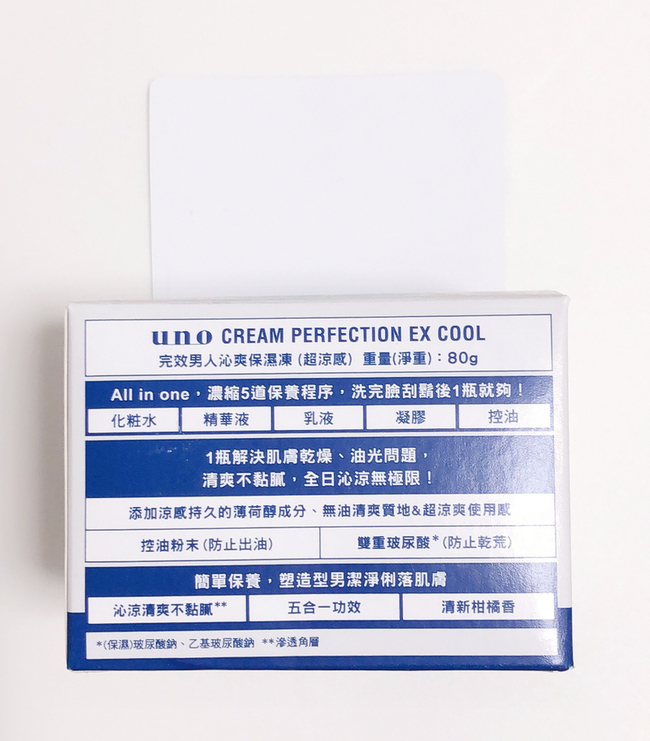 uno CREAM PERFECTION EX COOL
完效男人沁爽保濕凍 (超涼感) 重量(淨重)：80g
All in one，濃縮5道保養程序，洗完臉刮鬍後1瓶就夠！
化粧水 精華液 乳液 凝膠 控油
1瓶解決肌膚乾燥、油光問題，
清爽不黏膩，全日沁涼無極限！
添加涼感持久的薄荷醇成分、無油清爽質地&超涼爽使用感
控油粉末(防止出油) 雙重玻尿酸*(防止乾荒)
簡單保養，塑造型男潔淨俐落肌膚
沁涼清爽不黏膩** 五合一功效 清新柑橘香
*(保濕)玻尿酸鈉、乙基玻尿酸鈉 **滲透角層